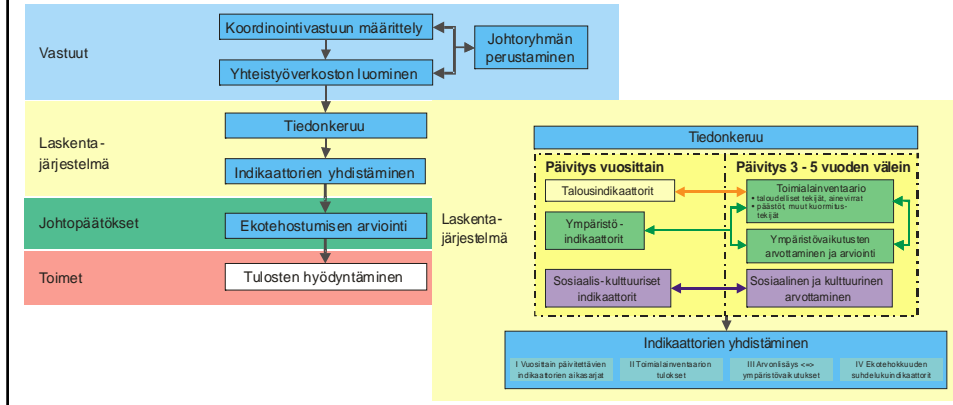 Vastuut
Koordinointivastuun määrittely
Yhteistyöverkoston luominen
Johtoryhmän
perustaminen
Laskenta-
järjestelmä
Tiedonkeruu
Indikaattorien yhdistäminen
Johtopäätökset
Ekotehostumisen arviointi
Toimet
Tulosten hyödyntäminen
Laskenta-
järjestelmä
Tiedonkeruu
Päivitys vuosittain
Talousindikaattorit
Ympäristö-
indikaattorit
Sosiaalis-kulttuuriset
indikaattorit
Päivitys 3 - 5 vuoden välein
Toimialainventaario
• taloudelliset tekijät, ainevirrat
• päästöt, muut kuormitus-
tekijät
Ympäristövaikutusten
arvottaminen ja arviointi
Sosiaalinen ja kulttuurinen
arvottaminen
Indikaattorien yhdistäminen
I Vuosittain päivitettävien
indikaattorien aikasarjat
II Toimialainventaarion
tulokset
III Arvonlisäys <=>
ympäristövaikutukset
IV Ekotehokkuuden
suhdelukuindikaattorit